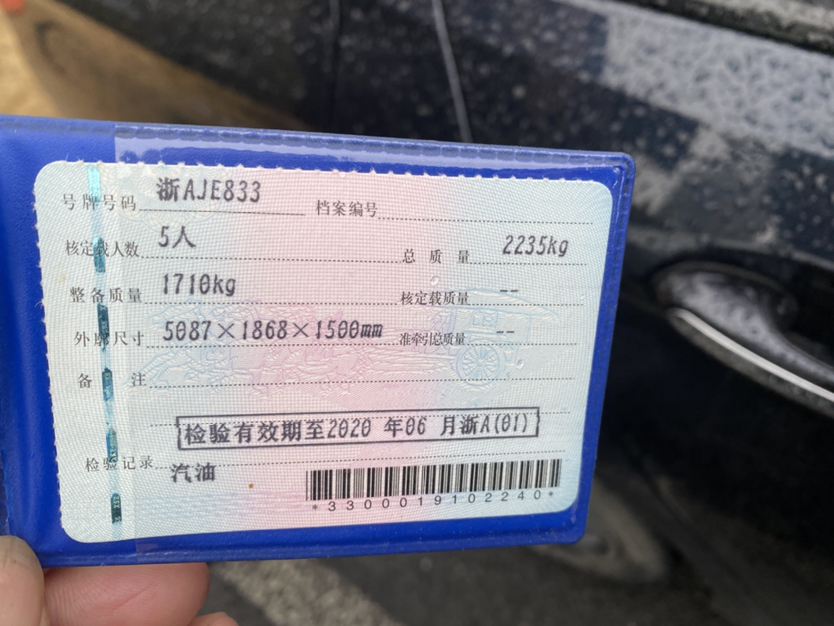 号牌号码 浙AJE833 档案编号
核定载人数 5人 总质量 2235kg
整备质量 1710kg 核定载质量 --
外廓尺寸 5087×1868×1500mm 准牵引总质量 --
备注
检验有效期至2020 年06 月浙A(01)
检验记录 汽油
*3300019102240*